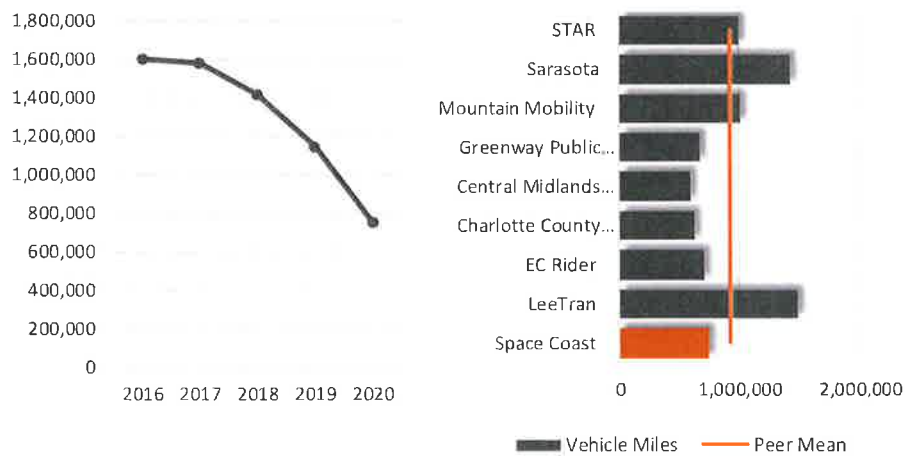 1,800,000
1,600,000
1,400,000
1,200,000
1,000,000
800,000
600,000
400,000
200,000
0
2016 2017 2018 2019 2020
STAR
Sarasota
Mountain Mobility
Greenway Public...
Central Midlands...
Charlotte County...
EC Rider
LeeTran
Space Coast
0 1,000,000 2,000,000
Vehicle Miles Peer Mean